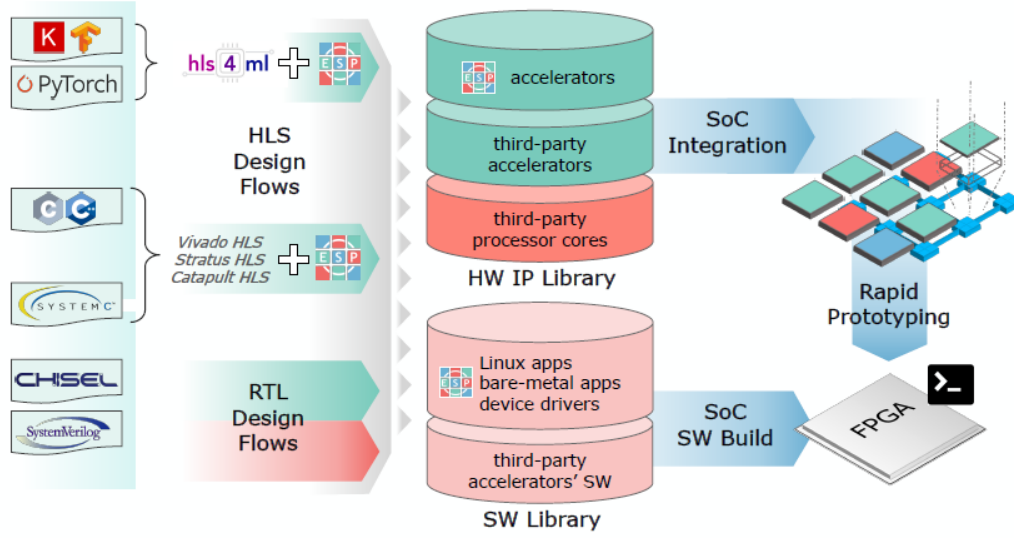 K
PyTorch
hls 4 ml
ESP
HLS
Design
Flows
C
C++
Vivado HLS
Stratus HLS
Catapult HLS
ESP
SYSTEMC™
CHISEL
SystemVerilog
RTL
Design
Flows
ESP
accelerators
third-party
accelerators
third-party
processor cores
HW IP Library
ESP
Linux apps
bare-metal apps
device drivers
third-party
accelerators' SW
SW Library
SoC
Integration
Rapid
Prototyping
SoC
SW Build
FPGA
>_